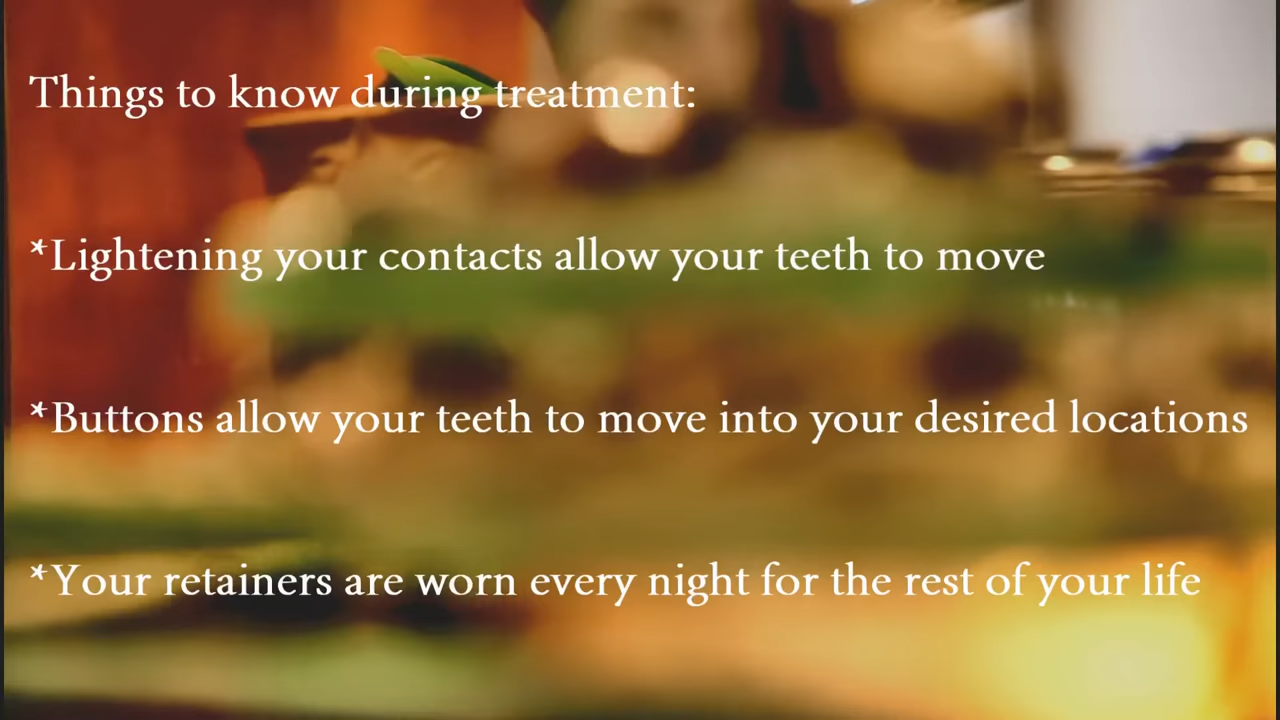 Things to know during treatment:
*Lightening your contacts allow your teeth to move
*Buttons allow your teeth to move into your desired locations
*Your retainers are worn every night for the rest of your life